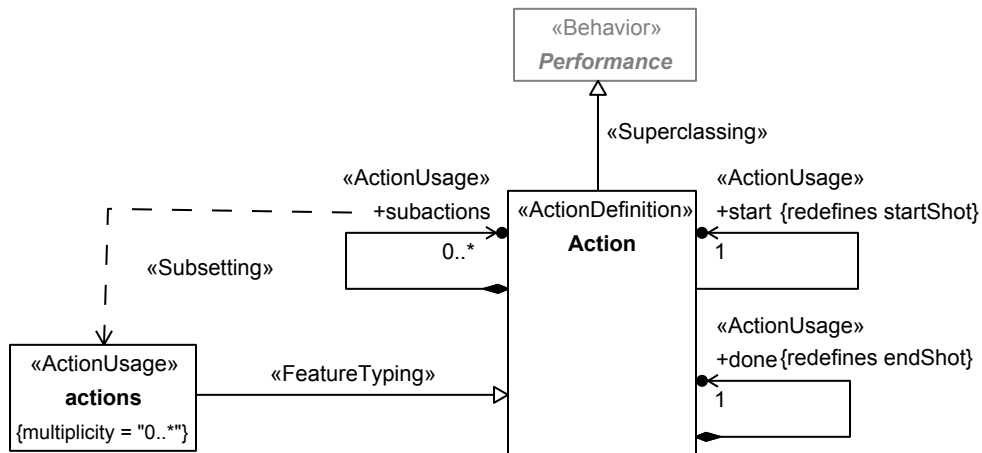 «Behavior»
Performance
«Superclassing»
«ActionUsage»
+subactions
0..*
«ActionDefinition»
Action
«ActionUsage»
+start {redefines startShot}
1
«Subsetting»
«ActionUsage»
+done {redefines endShot}
1
«ActionUsage»
actions
{multiplicity = "0..*"}
«FeatureTyping»